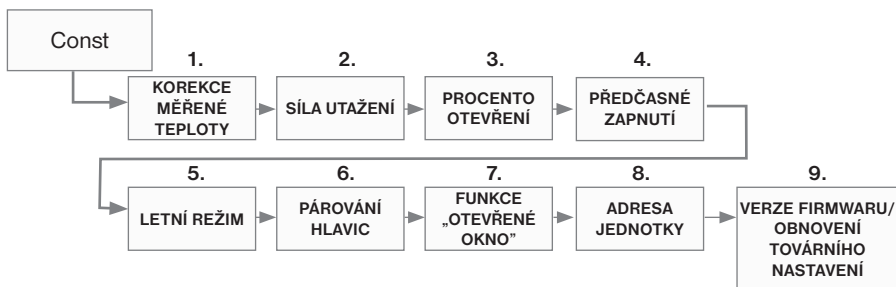 Const
1.
KOREKCE
MĚŘENÉ
TEPLOTY
2.
SÍLA UTAŽENÍ
3.
PROCENTO
OTEVŘENÍ
4.
PŘEDČASNÉ
ZAPNUTÍ
5.
LETNÍ REŽIM
6.
PÁROVÁNÍ
HLAVIC
7.
FUNKCE
„OTEVŘENÉ
OKNO”
8.
ADRESA
JEDNOTKY
9.
VERZE FIRMWARU/
OBNOVENÍ
TOVÁRNÍHO
NASTAVENÍ